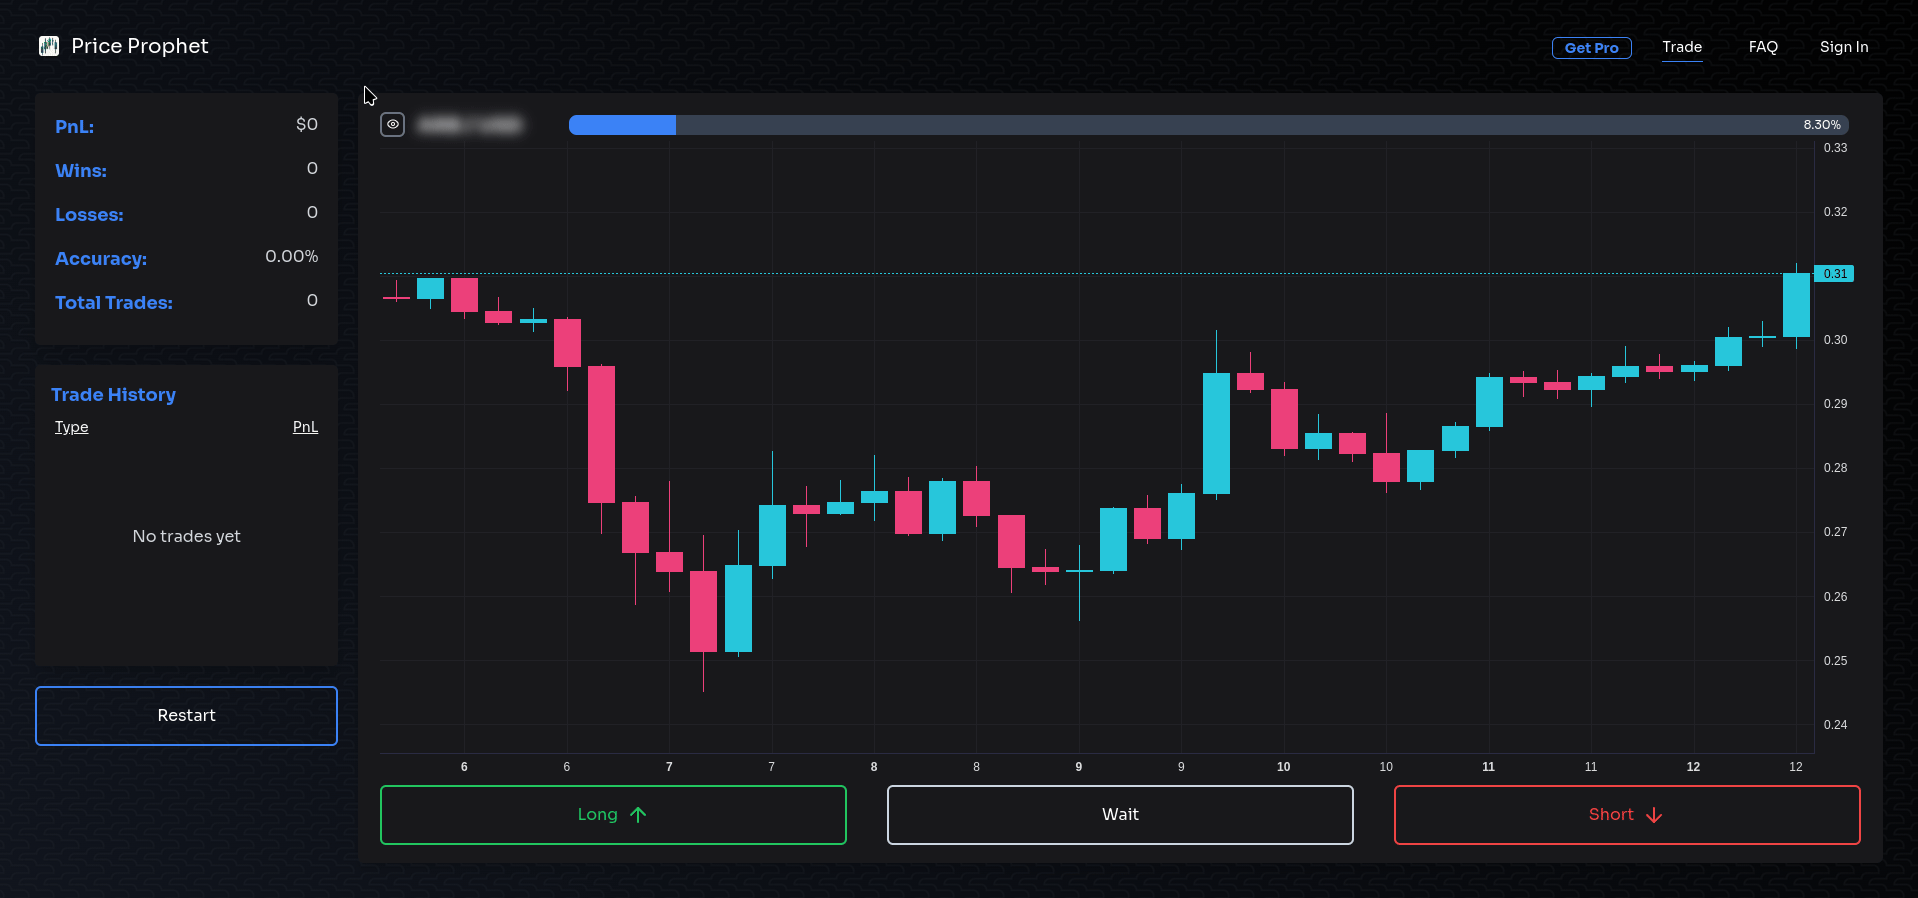 Price Prophet
Get Pro
Trade
FAQ
Sign In
PnL: $0
Wins: 0
Losses: 0
Accuracy: 0.00%
Total Trades: 0
Trade History
Type PnL
No trades yet
Restart
8.30%
0.33
0.32
0.31
0.30
0.29
0.28
0.27
0.26
0.25
0.24
6 6 7 7 8 8 9 9 10 10 11 11 12 12
Long
Wait
Short